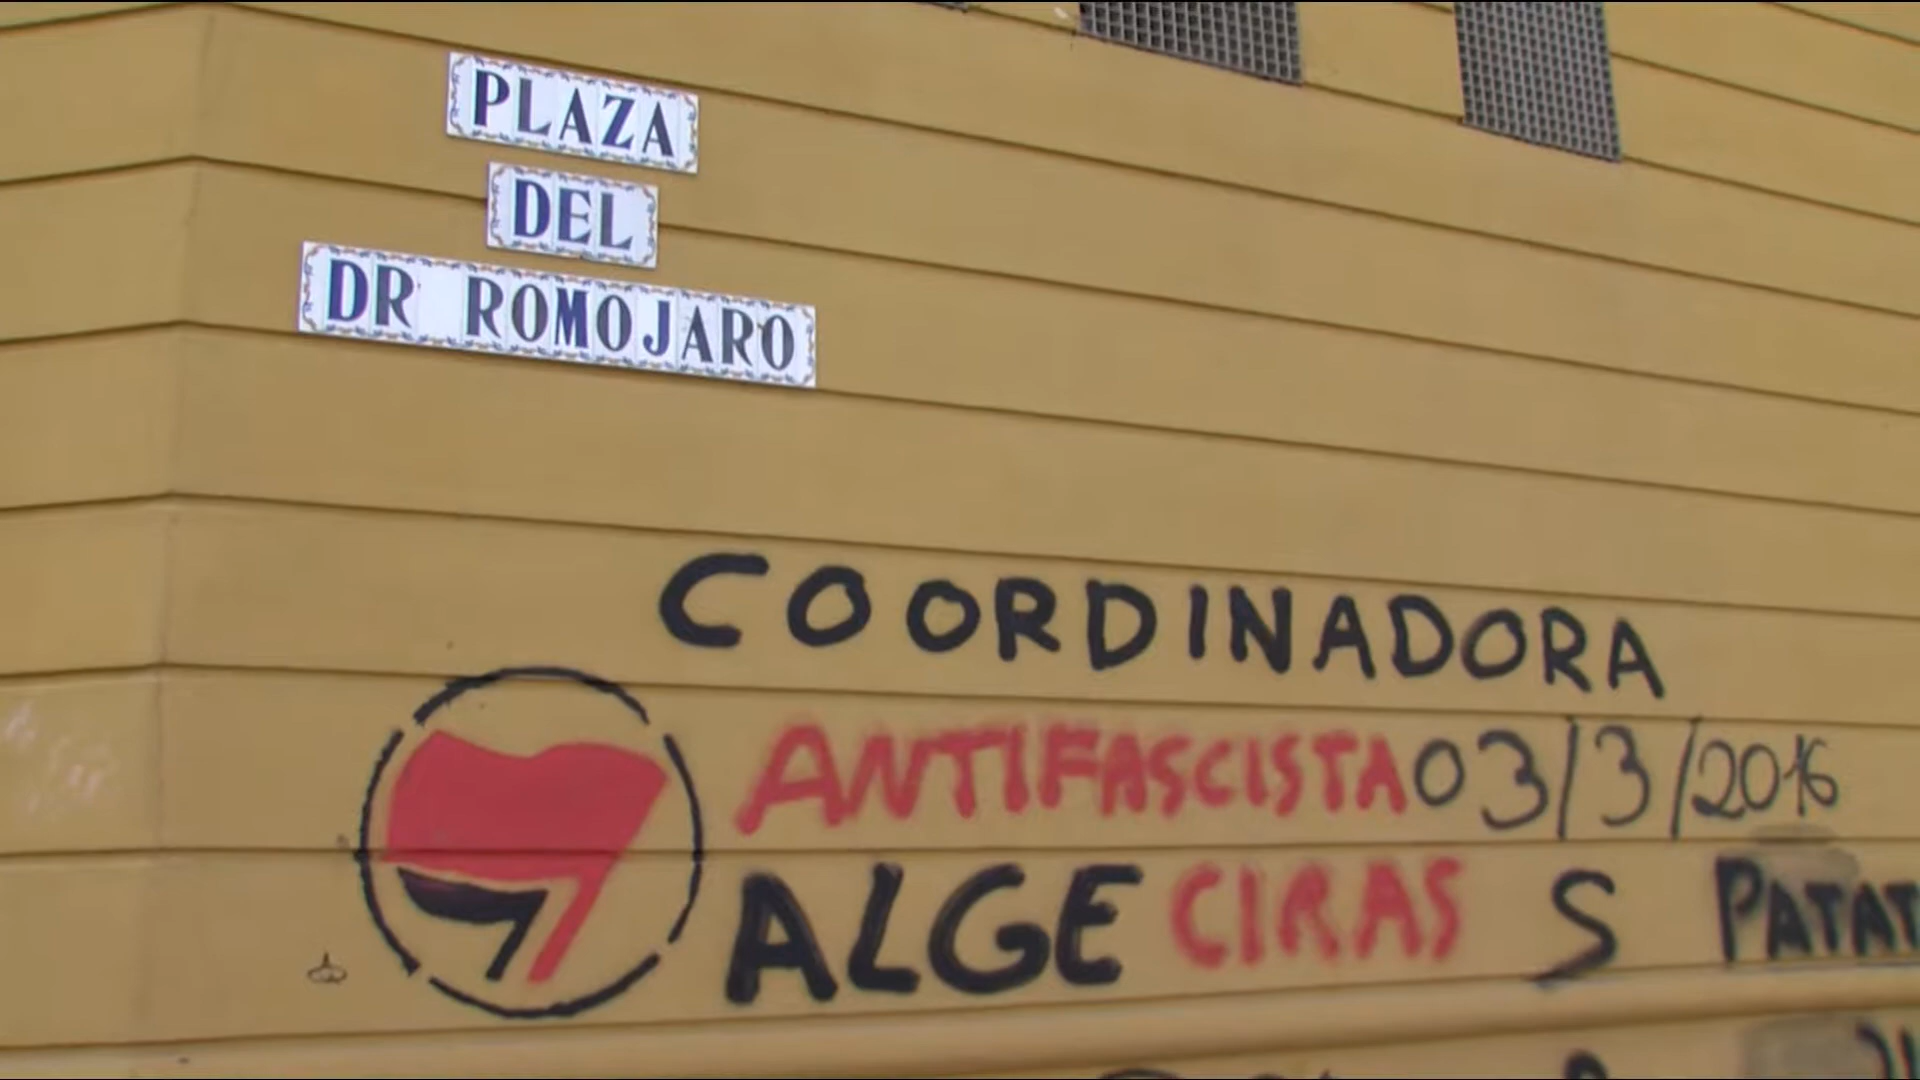 PLAZA
DEL
DR ROMOJARO
COORDINADORA
ANTIFASCISTA 03/3/2016
ALGECIRAS S